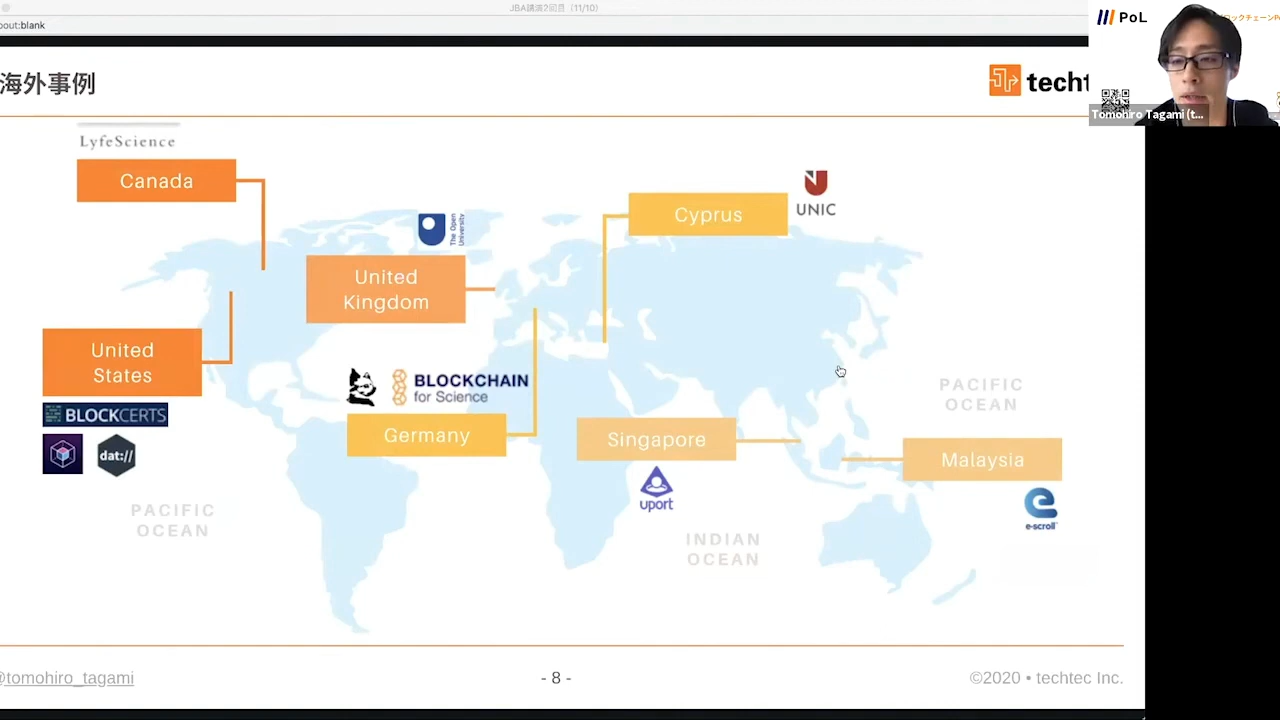 JBA講演2回目（11/10）
out:blank
海外事例
techt
PoL
Tomohiro Tagami (t...
LyfeScience
Canada
The Open
University
United
Kingdom
Cyprus
UNIC
United
States
BLOCKCERTS
dat://
BLOCKCHAIN
for Science
Germany
Singapore
uport
Malaysia
e-scroll
PACIFIC
OCEAN
PACIFIC
OCEAN
INDIAN
OCEAN
@tomohiro_tagami
- 8 -
©2020 • techtec Inc.